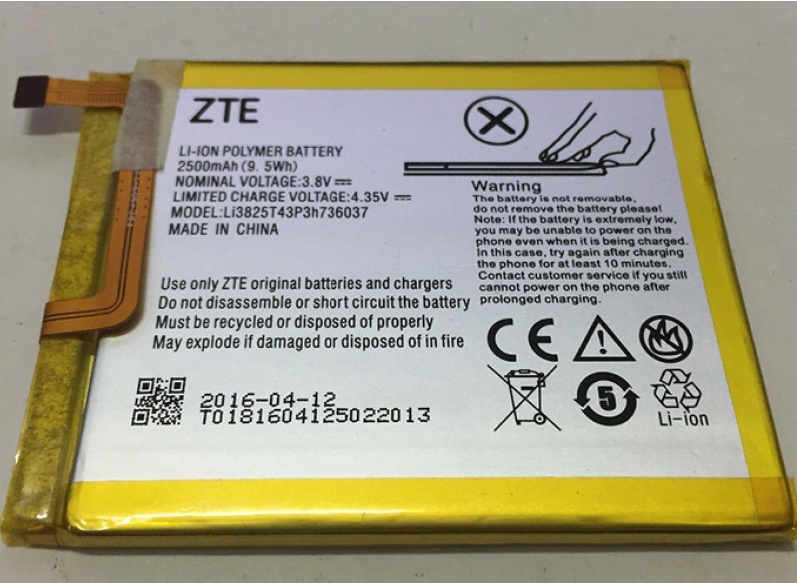 ZTE
LI-ION POLYMER BATTERY
2500mAh(9.5Wh)
NOMINAL VOLTAGE:3.8V
LIMITED CHARGE VOLTAGE:4.35V
MODEL:Li3825T43P3h736037
MADE IN CHINA
Warning
The battery is not removable,
do not remove the battery please!
Note: If the battery is extremely low,
you may be unable to power on the
phone even when it is being charged.
In this case, try again after charging
the phone for at least 10 minutes.
Contact customer service if you still
cannot power on the phone after
prolonged charging.
Use only ZTE original batteries and chargers
Do not disassemble or short circuit the battery
Must be recycled or disposed of properly
May explode if damaged or disposed of in fire
CE
2016-04-12
T0181604125022013
5
Li-ion